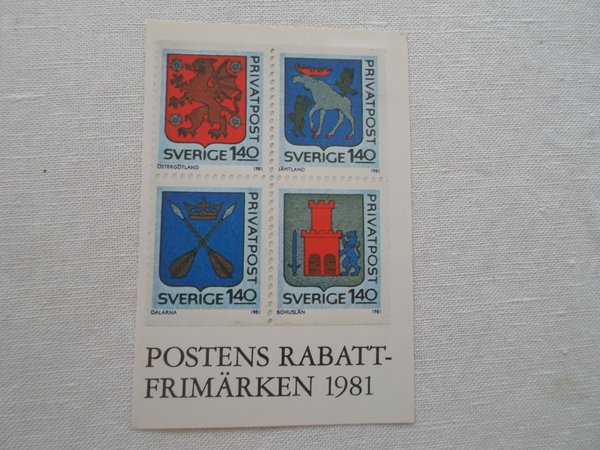 PRIVATPOST
SVERIGE 1.40
ÖSTERGÖTLAND 1981
PRIVATPOST
SVERIGE 1.40
JÄMTLAND 1981
PRIVATPOST
SVERIGE 1.40
DALARNA 1981
PRIVATPOST
SVERIGE 1.40
BOHUSLÄN 1981
POSTENS RABATT-
FRIMÄRKEN 1981